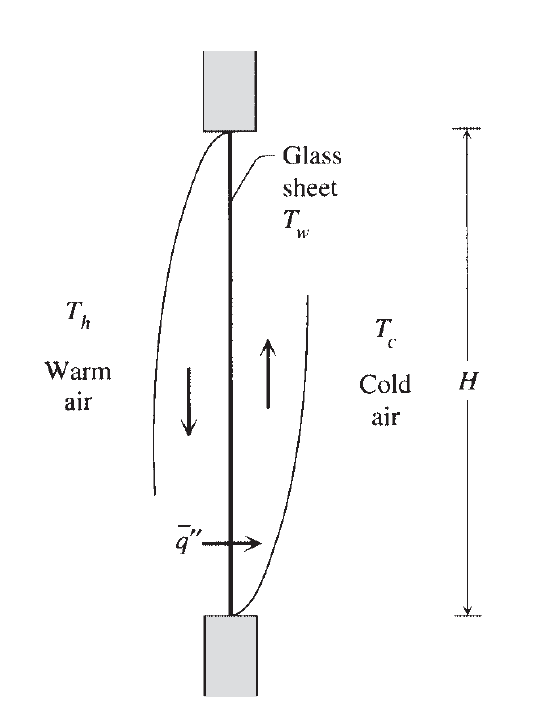 Glass
sheet
T_w
T_h
Warm
air
T_c
Cold
air
H
q̅″